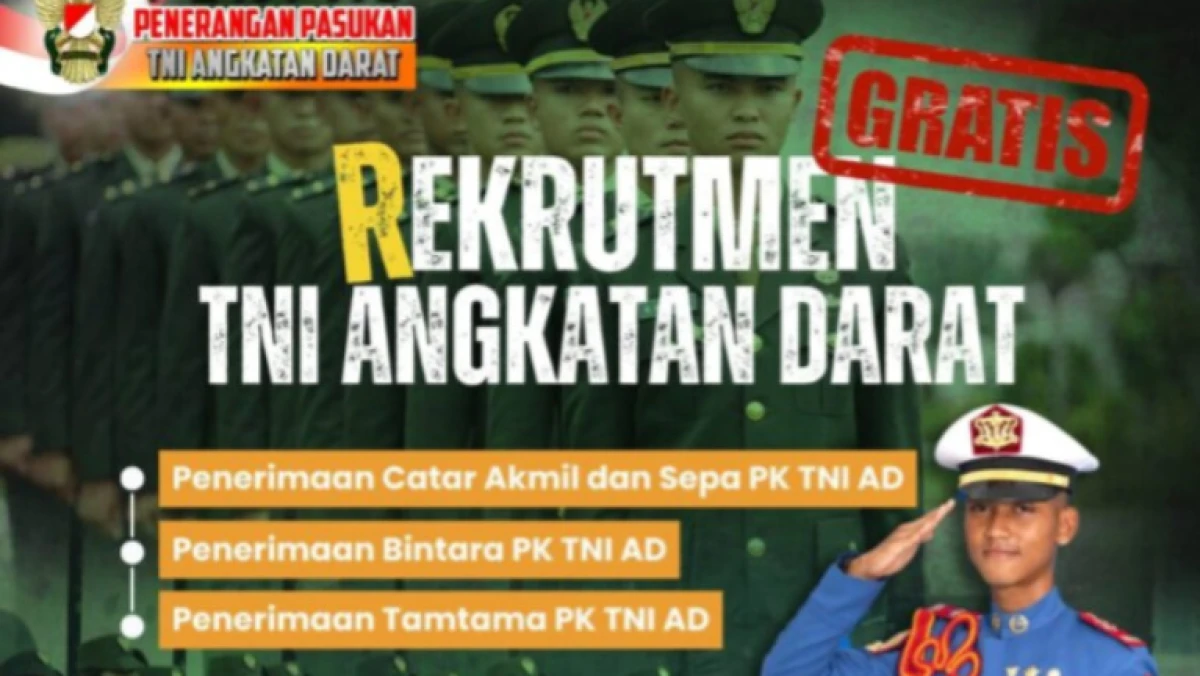 PENERANGAN PASUKAN
TNI ANGKATAN DARAT
GRATIS
REKRUTMEN
TNI ANGKATAN DARAT
Penerimaan Catar Akmil dan Sepa PK TNI AD
Penerimaan Bintara PK TNI AD
Penerimaan Tamtama PK TNI AD